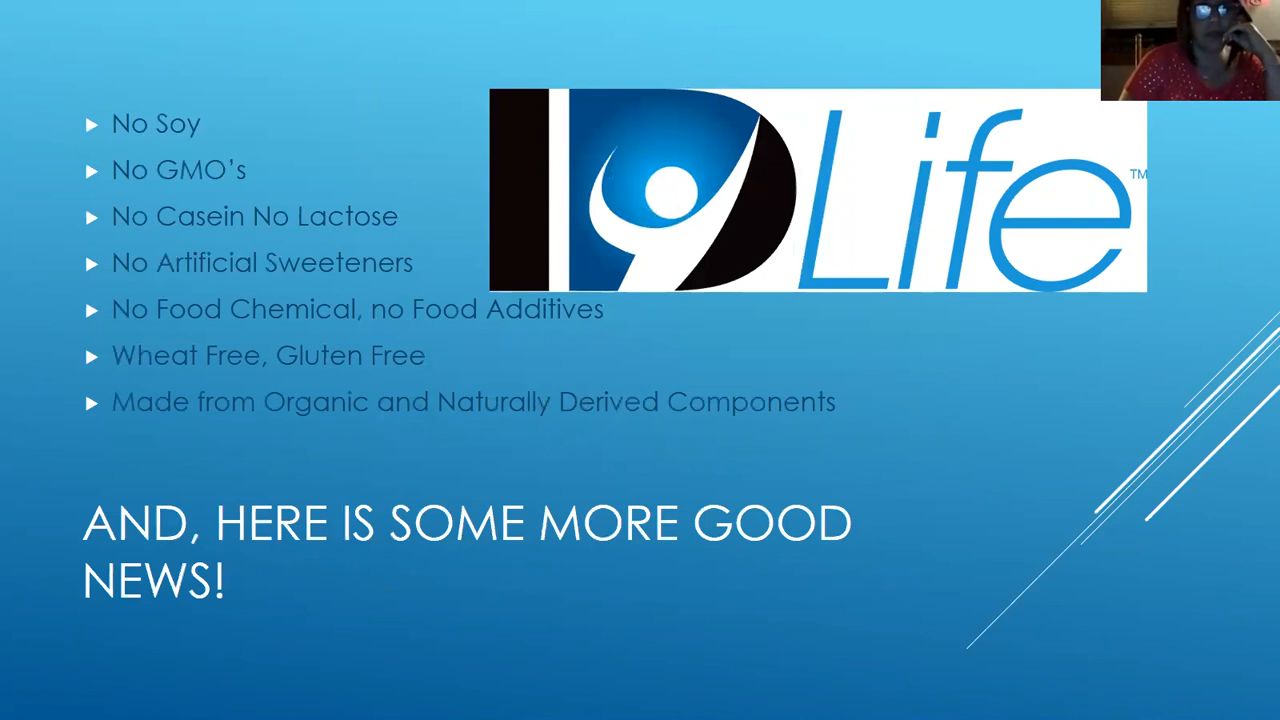 No Soy
No GMO’s
No Casein No Lactose
No Artificial Sweeteners
No Food Chemical, no Food Additives
Wheat Free, Gluten Free
Made from Organic and Naturally Derived Components
IDLife™
AND, HERE IS SOME MORE GOOD
NEWS!